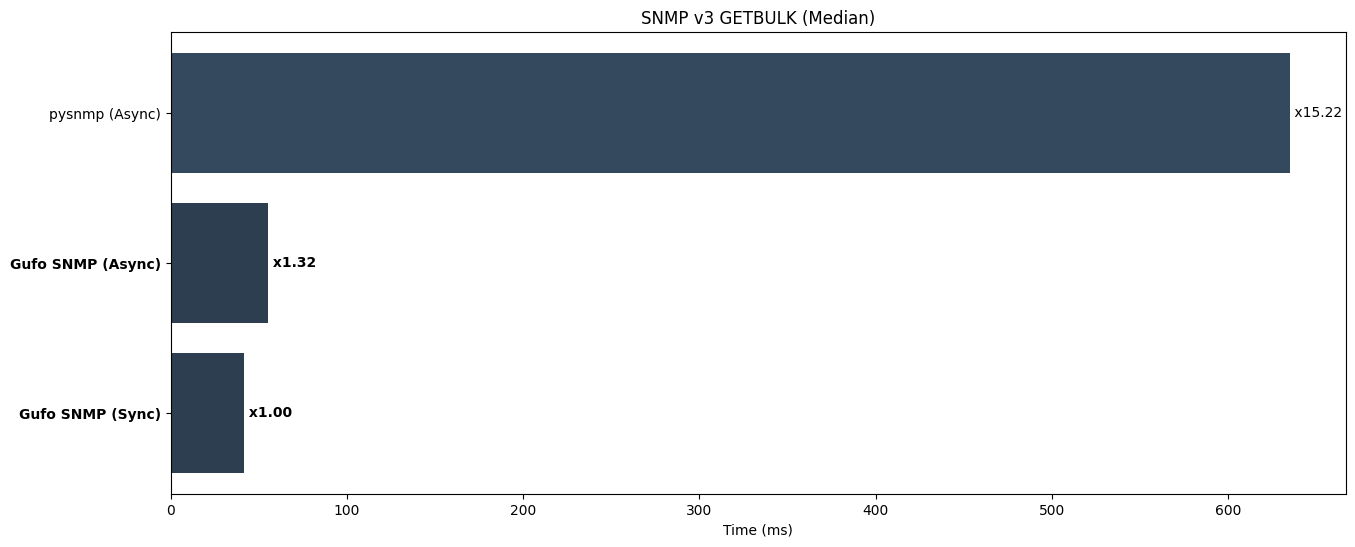 SNMP v3 GETBULK (Median)
pysnmp (Async)
x15.22
Gufo SNMP (Async)
x1.32
Gufo SNMP (Sync)
x1.00
0 100 200 300 400 500 600
Time (ms)